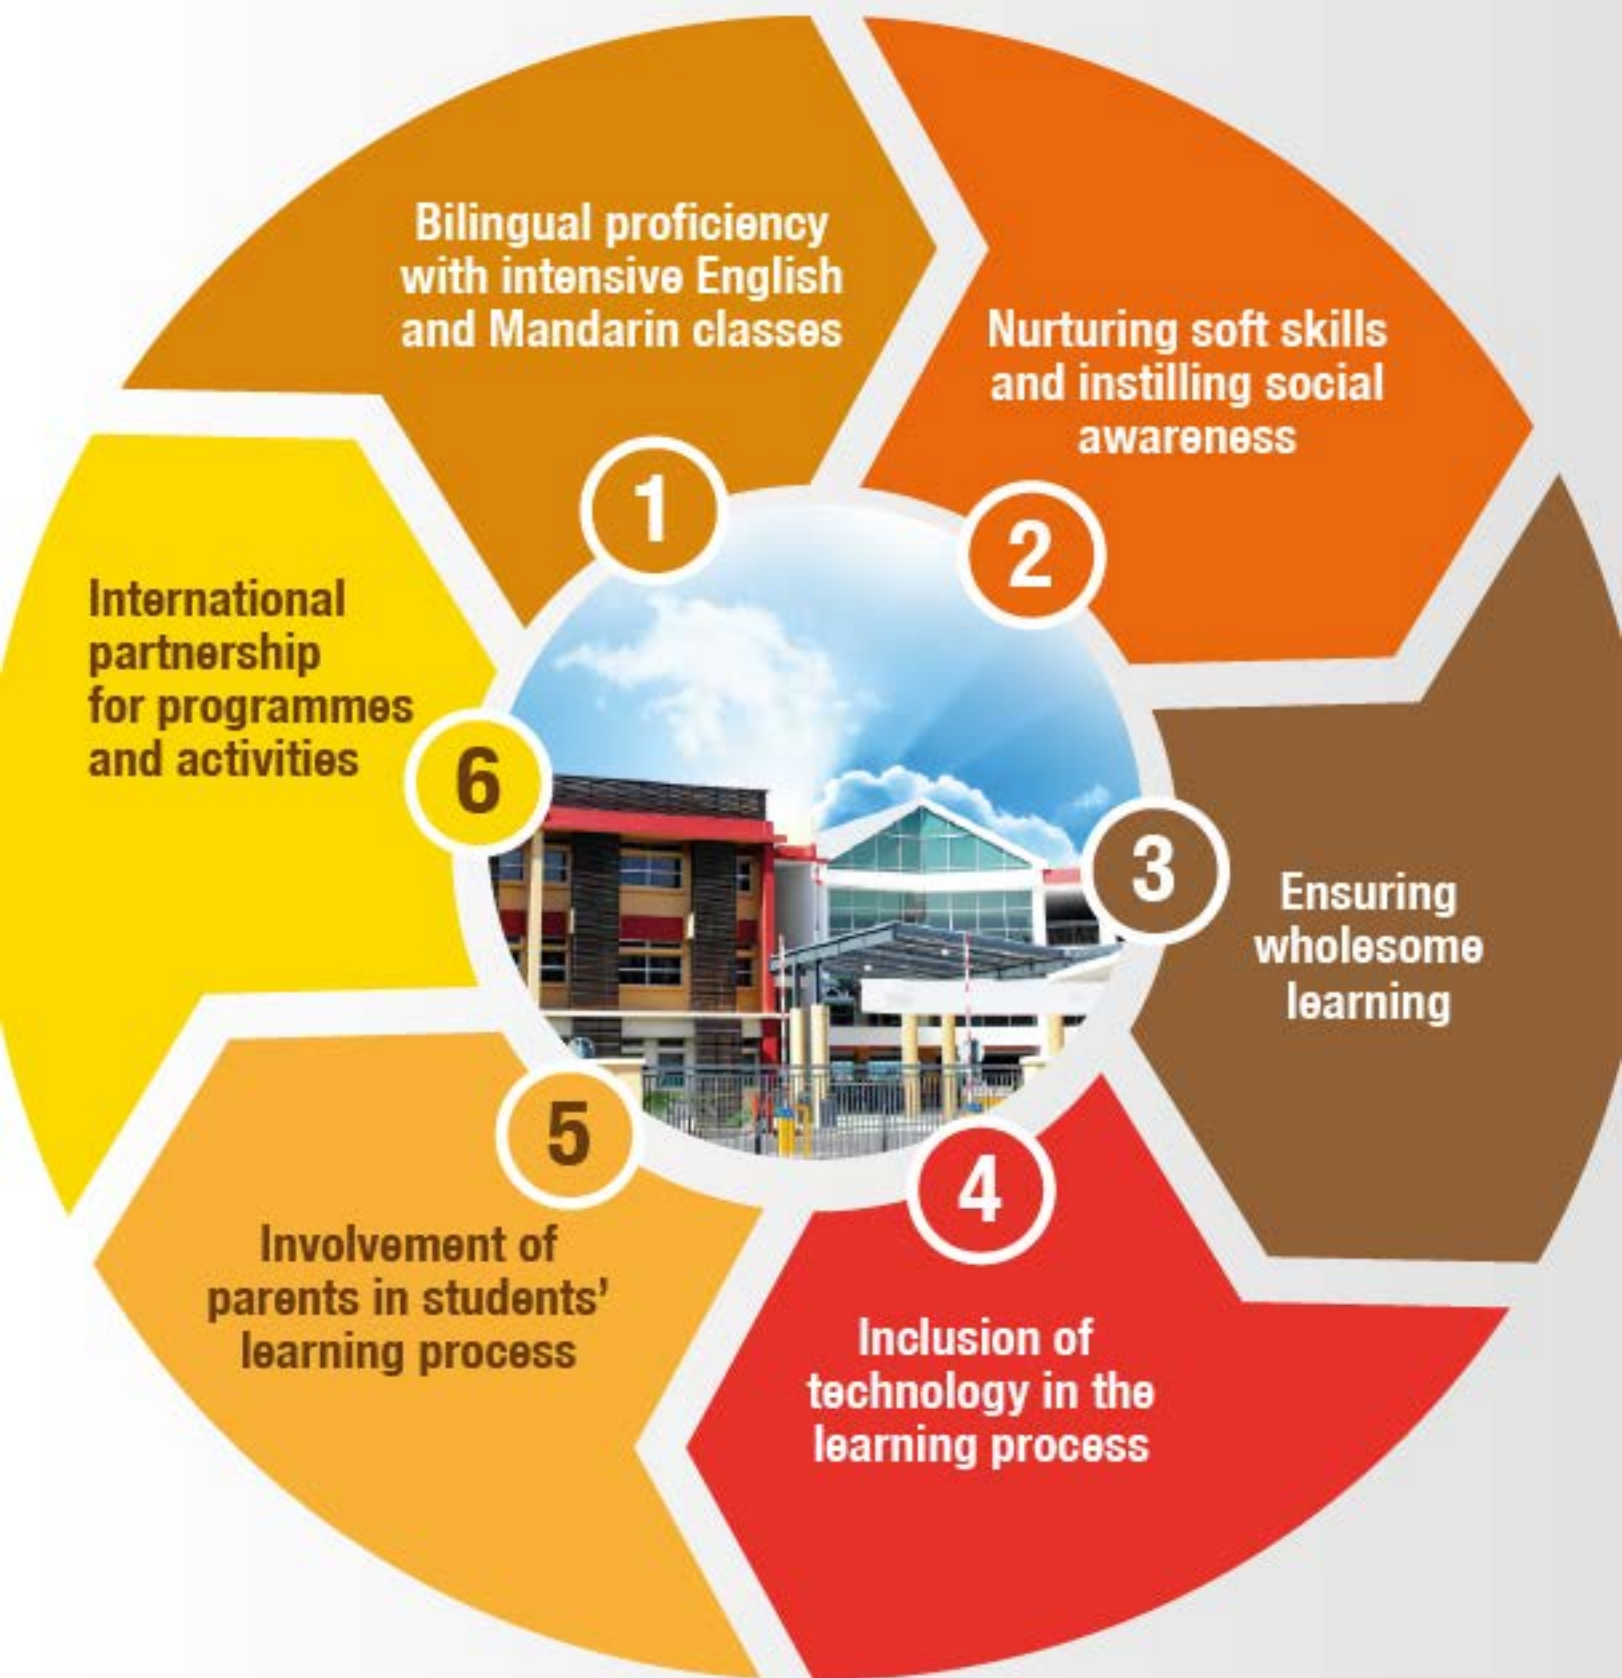 Bilingual proficiency
with intensive English
and Mandarin classes
1
Nurturing soft skills
and instilling social
awareness
2
3
Ensuring
wholesome
learning
4
Inclusion of
technology in the
learning process
5
Involvement of
parents in students’
learning process
International
partnership
for programmes
and activities
6